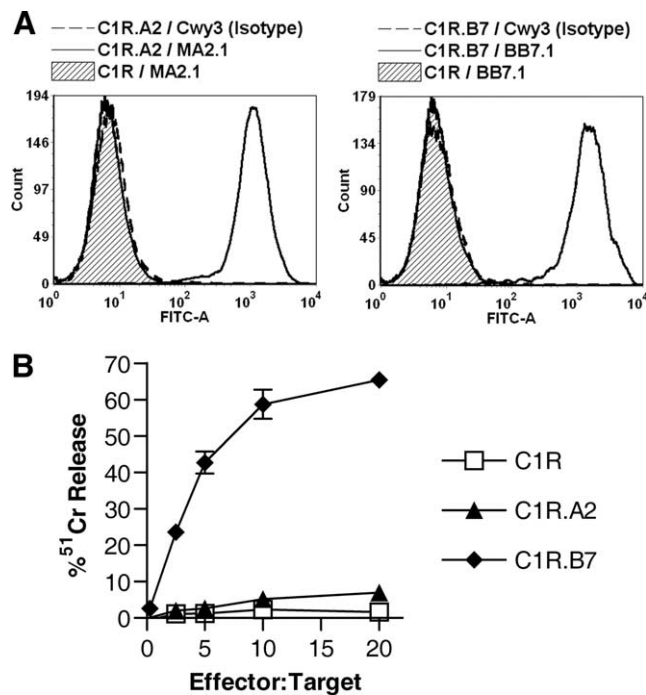 A
C1R.A2 / Cwy3 (Isotype)
C1R.A2 / MA2.1
C1R / MA2.1
194
146
97
49
0
Count
10⁰ 10¹ 10² 10³ 10⁴
FITC-A
C1R.B7 / Cwy3 (Isotype)
C1R.B7 / BB7.1
C1R / BB7.1
179
134
90
45
0
Count
10⁰ 10¹ 10² 10³ 10⁴
FITC-A
B
70
60
50
40
30
20
10
0
%⁵¹Cr Release
0 5 10 15 20
Effector:Target
C1R
C1R.A2
C1R.B7